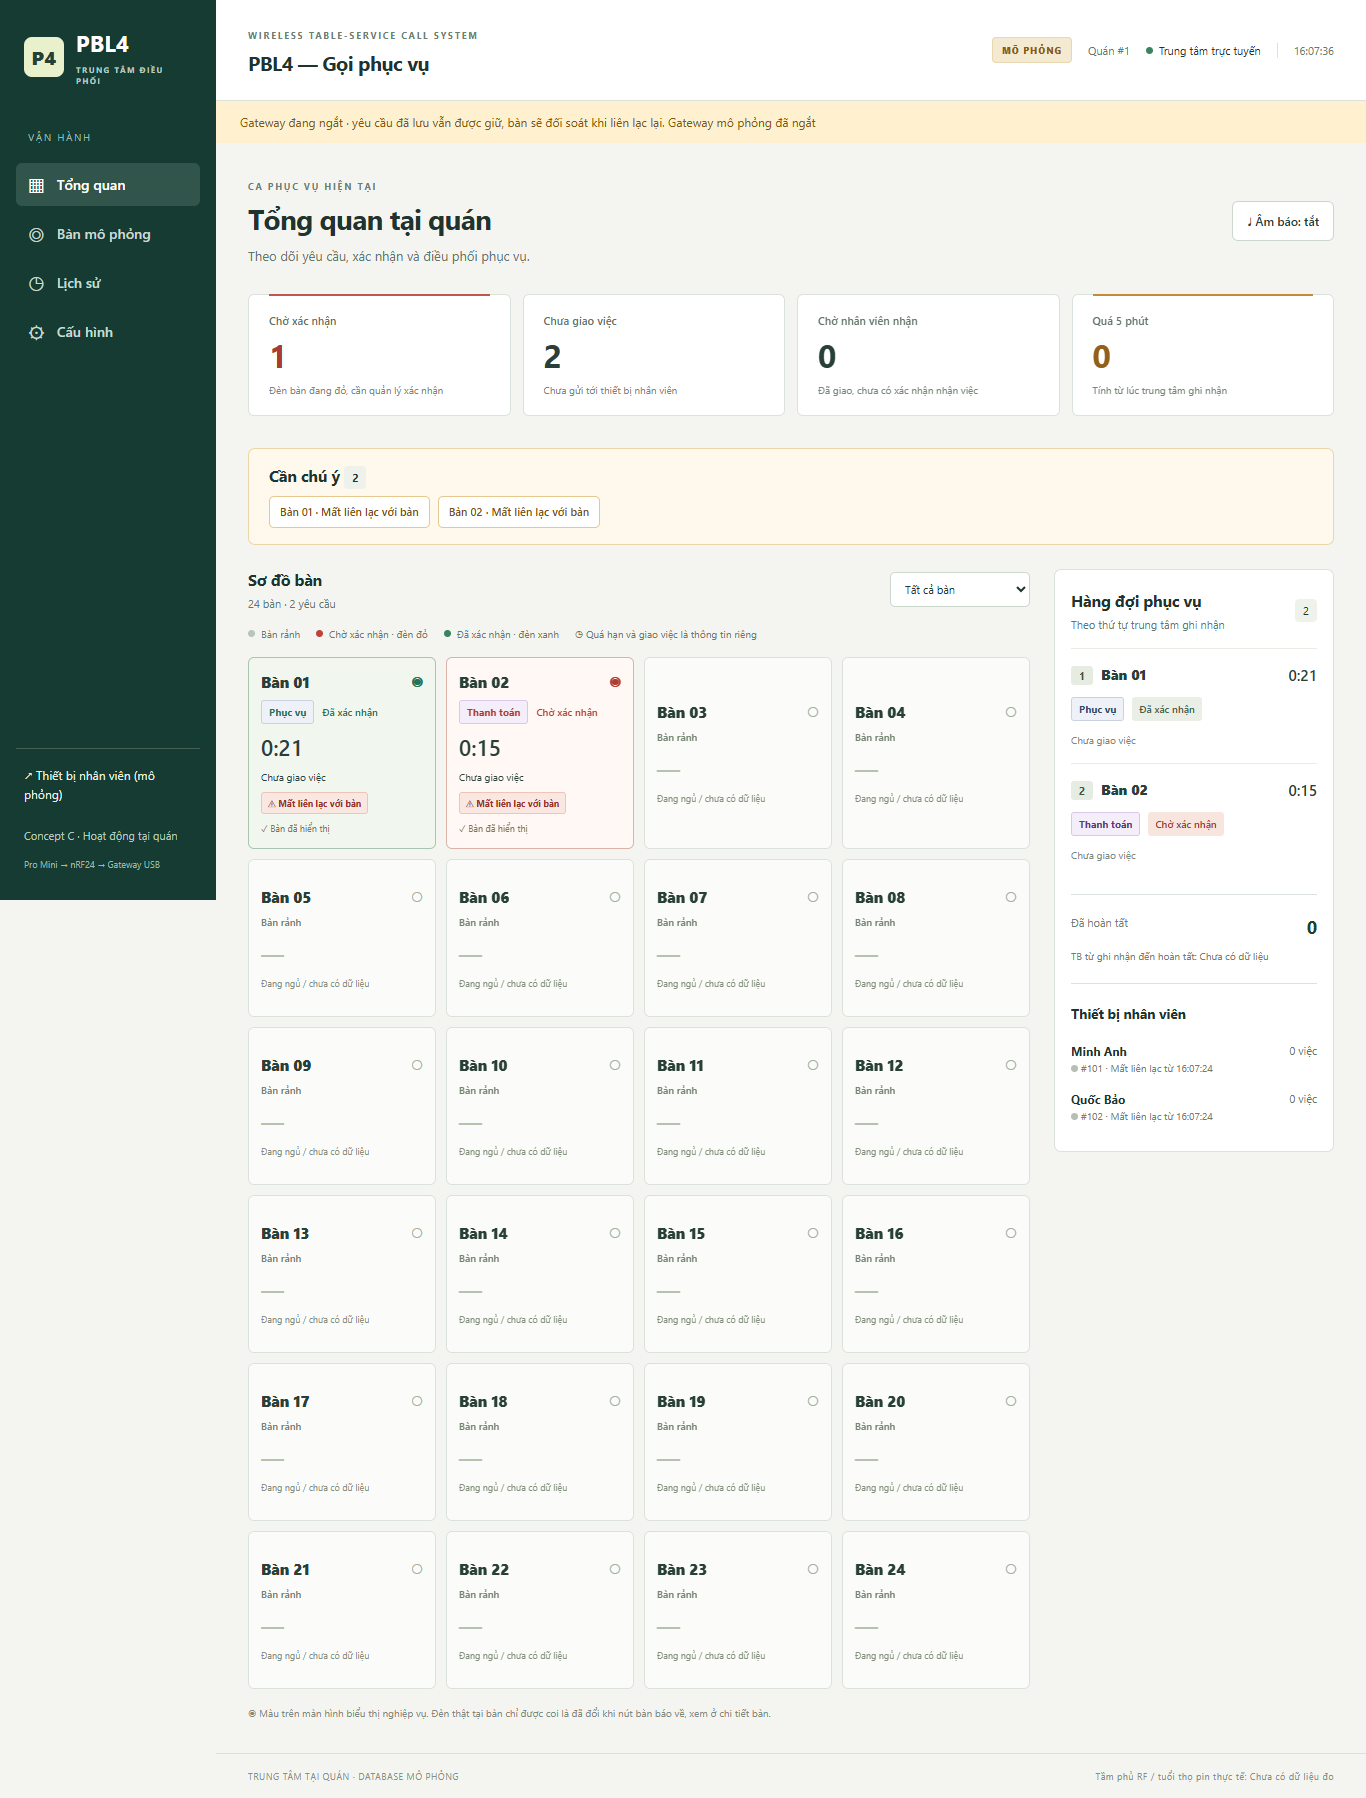 P4
PBL4
TRUNG TÂM ĐIỀU
PHỐI
VẬN HÀNH
Tổng quan
Bàn mô phỏng
Lịch sử
Cấu hình
↗ Thiết bị nhân viên (mô
phỏng)
Concept C · Hoạt động tại quán
Pro Mini → nRF24 → Gateway USB
WIRELESS TABLE-SERVICE CALL SYSTEM
PBL4 — Gọi phục vụ
MÔ PHỎNG
Quán #1
Trung tâm trực tuyến
16:07:36
Gateway đang ngắt · yêu cầu đã lưu vẫn được giữ, bàn sẽ đối soát khi liên lạc lại. Gateway mô phỏng đã ngắt
CA PHỤC VỤ HIỆN TẠI
Tổng quan tại quán
Theo dõi yêu cầu, xác nhận và điều phối phục vụ.
♩ Âm báo: tắt
Chờ xác nhận
1
Đèn bàn đang đỏ, cần quản lý xác nhận
Chưa giao việc
2
Chưa gửi tới thiết bị nhân viên
Chờ nhân viên nhận
0
Đã giao, chưa có xác nhận nhận việc
Quá 5 phút
0
Tính từ lúc trung tâm ghi nhận
Cần chú ý 2
Bàn 01 · Mất liên lạc với bàn
Bàn 02 · Mất liên lạc với bàn
Sơ đồ bàn
24 bàn · 2 yêu cầu
Tất cả bàn
Bàn rảnh
Chờ xác nhận · đèn đỏ
Đã xác nhận · đèn xanh
◷ Quá hạn và giao việc là thông tin riêng
Bàn 01
Phục vụ Đã xác nhận
0:21
Chưa giao việc
⚠ Mất liên lạc với bàn
✓ Bàn đã hiển thị
Bàn 02
Thanh toán Chờ xác nhận
0:15
Chưa giao việc
⚠ Mất liên lạc với bàn
✓ Bàn đã hiển thị
Bàn 03
Bàn rảnh
—
Đang ngủ / chưa có dữ liệu
Bàn 04
Bàn rảnh
—
Đang ngủ / chưa có dữ liệu
Bàn 05
Bàn rảnh
—
Đang ngủ / chưa có dữ liệu
Bàn 06
Bàn rảnh
—
Đang ngủ / chưa có dữ liệu
Bàn 07
Bàn rảnh
—
Đang ngủ / chưa có dữ liệu
Bàn 08
Bàn rảnh
—
Đang ngủ / chưa có dữ liệu
Bàn 09
Bàn rảnh
—
Đang ngủ / chưa có dữ liệu
Bàn 10
Bàn rảnh
—
Đang ngủ / chưa có dữ liệu
Bàn 11
Bàn rảnh
—
Đang ngủ / chưa có dữ liệu
Bàn 12
Bàn rảnh
—
Đang ngủ / chưa có dữ liệu
Bàn 13
Bàn rảnh
—
Đang ngủ / chưa có dữ liệu
Bàn 14
Bàn rảnh
—
Đang ngủ / chưa có dữ liệu
Bàn 15
Bàn rảnh
—
Đang ngủ / chưa có dữ liệu
Bàn 16
Bàn rảnh
—
Đang ngủ / chưa có dữ liệu
Bàn 17
Bàn rảnh
—
Đang ngủ / chưa có dữ liệu
Bàn 18
Bàn rảnh
—
Đang ngủ / chưa có dữ liệu
Bàn 19
Bàn rảnh
—
Đang ngủ / chưa có dữ liệu
Bàn 20
Bàn rảnh
—
Đang ngủ / chưa có dữ liệu
Bàn 21
Bàn rảnh
—
Đang ngủ / chưa có dữ liệu
Bàn 22
Bàn rảnh
—
Đang ngủ / chưa có dữ liệu
Bàn 23
Bàn rảnh
—
Đang ngủ / chưa có dữ liệu
Bàn 24
Bàn rảnh
—
Đang ngủ / chưa có dữ liệu
◉ Màu trên màn hình biểu thị nghiệp vụ. Đèn thật tại bàn chỉ được coi là đã đổi khi nút bàn báo về, xem ở chi tiết bàn.
Hàng đợi phục vụ
2
Theo thứ tự trung tâm ghi nhận
1 Bàn 01 0:21
Phục vụ Đã xác nhận
Chưa giao việc
2 Bàn 02 0:15
Thanh toán Chờ xác nhận
Chưa giao việc
Đã hoàn tất 0
TB từ ghi nhận đến hoàn tất: Chưa có dữ liệu
Thiết bị nhân viên
Minh Anh 0 việc
#101 · Mất liên lạc từ 16:07:24
Quốc Bảo 0 việc
#102 · Mất liên lạc từ 16:07:24
TRUNG TÂM TẠI QUÁN · DATABASE MÔ PHỎNG
Tầm phủ RF / tuổi thọ pin thực tế: Chưa có dữ liệu đo